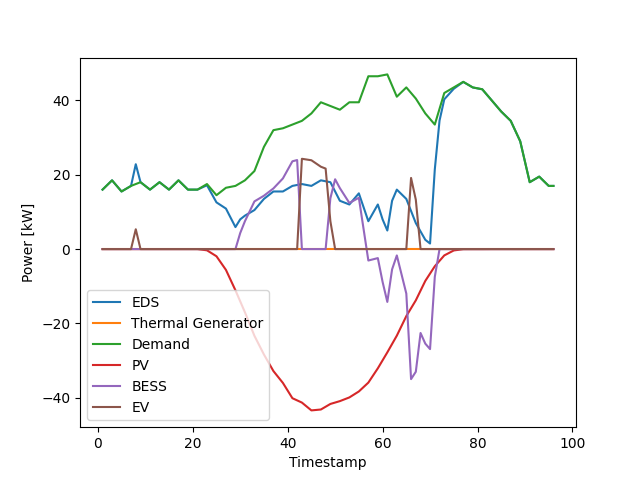 40
20
0
−20
−40
Power [kW]
EDS
Thermal Generator
Demand
PV
BESS
EV
0 20 40 60 80 100
Timestamp